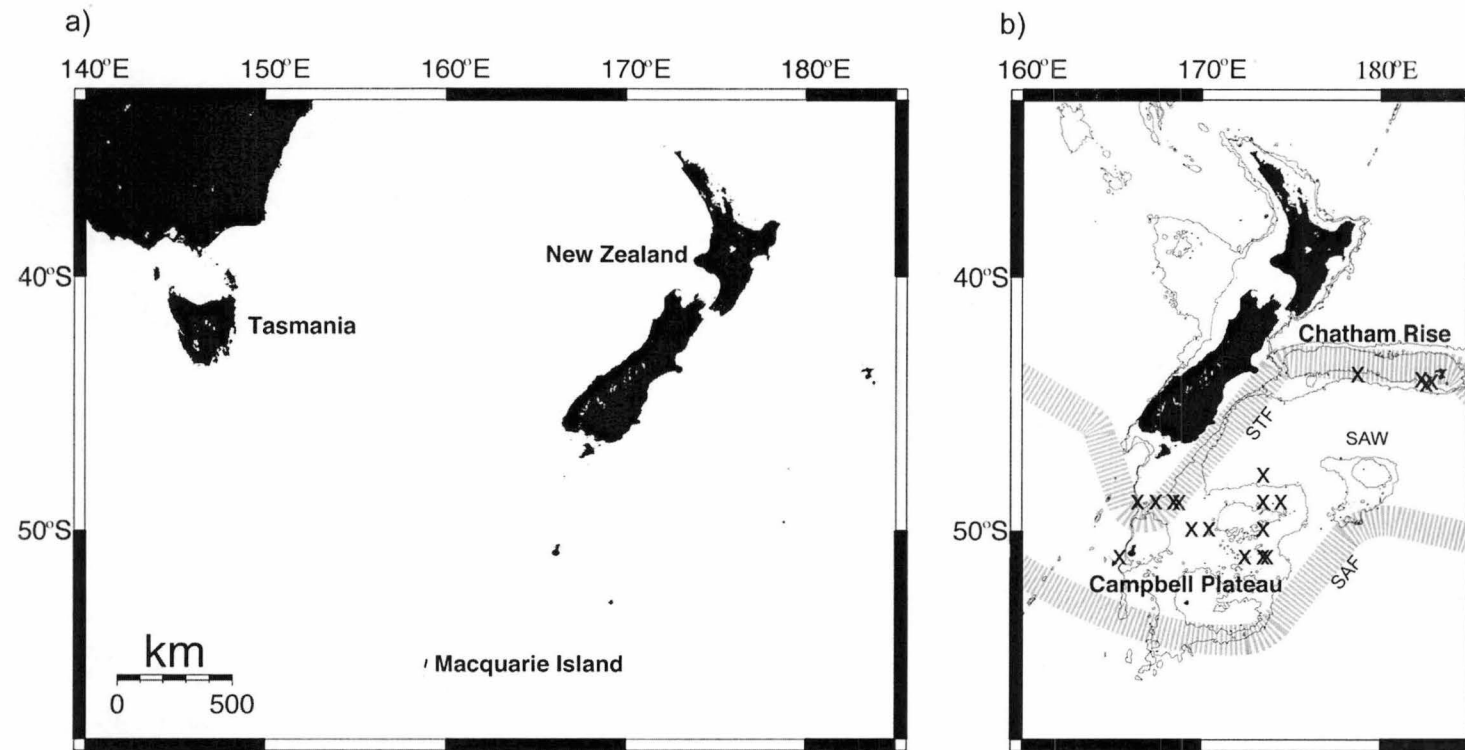 a)
140°E 150°E 160°E 170°E 180°E
40°S
50°S
New Zealand
Tasmania
Macquarie Island
km
0 500
b)
160°E 170°E 180°E
40°S
50°S
Chatham Rise
X X X X
STF
SAW
X
X X X X X X
X X X
X X X X
Campbell Plateau
SAF